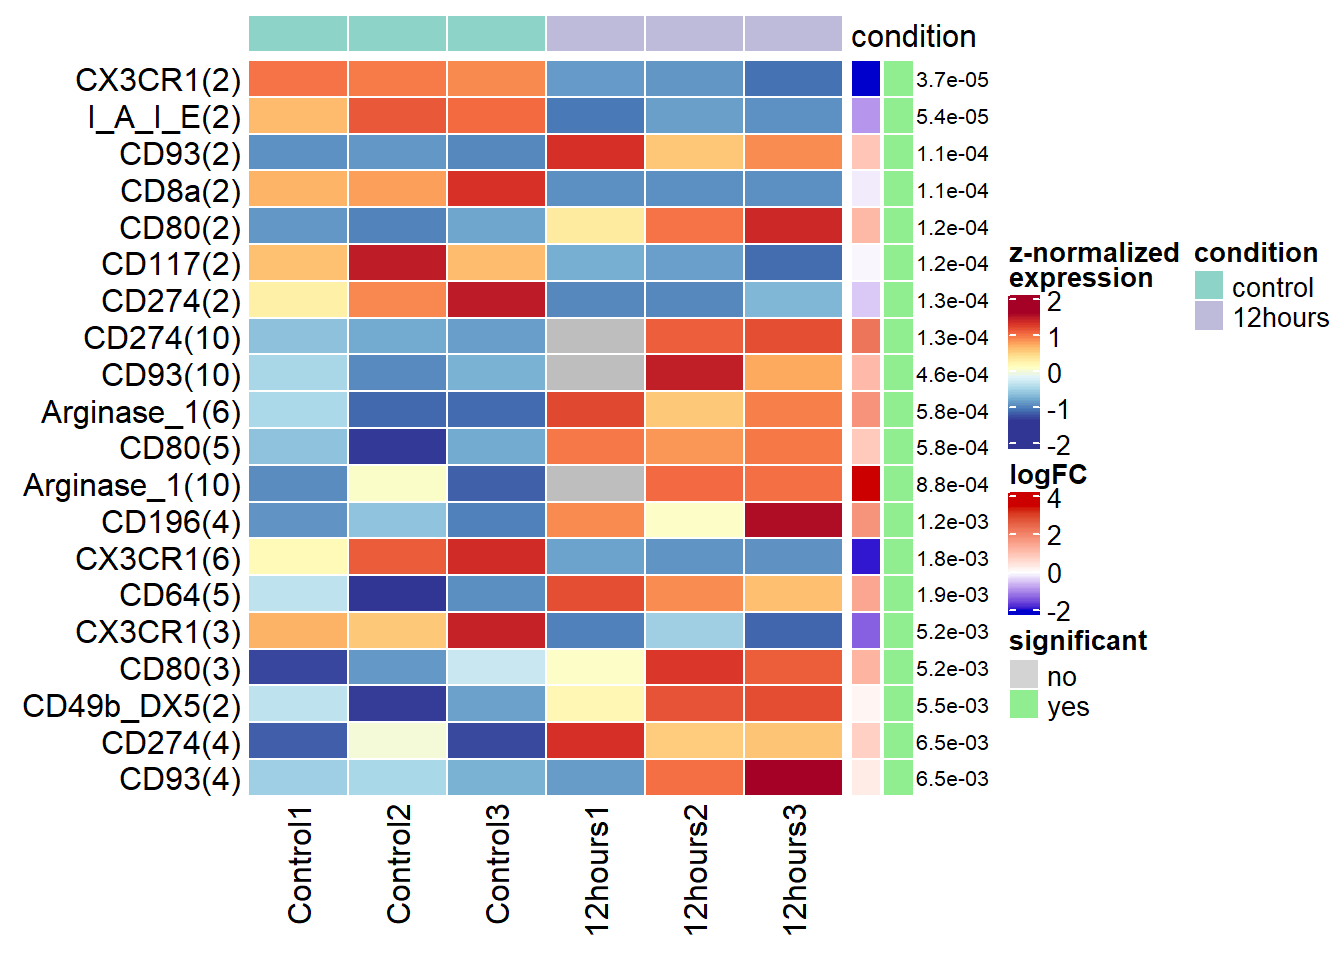 condition
CX3CR1(2) 3.7e-05
I_A_I_E(2) 5.4e-05
CD93(2) 1.1e-04
CD8a(2) 1.1e-04
CD80(2) 1.2e-04
CD117(2) 1.2e-04
CD274(2) 1.3e-04
CD274(10) 1.3e-04
CD93(10) 4.6e-04
Arginase_1(6) 5.8e-04
CD80(5) 5.8e-04
Arginase_1(10) 8.8e-04
CD196(4) 1.2e-03
CX3CR1(6) 1.8e-03
CD64(5) 1.9e-03
CX3CR1(3) 5.2e-03
CD80(3) 5.2e-03
CD49b_DX5(2) 5.5e-03
CD274(4) 6.5e-03
CD93(4) 6.5e-03
Control1
Control2
Control3
12hours1
12hours2
12hours3
z-normalized
expression
2
1
0
-1
-2
logFC
4
2
0
-2
significant
no
yes
condition
control
12hours